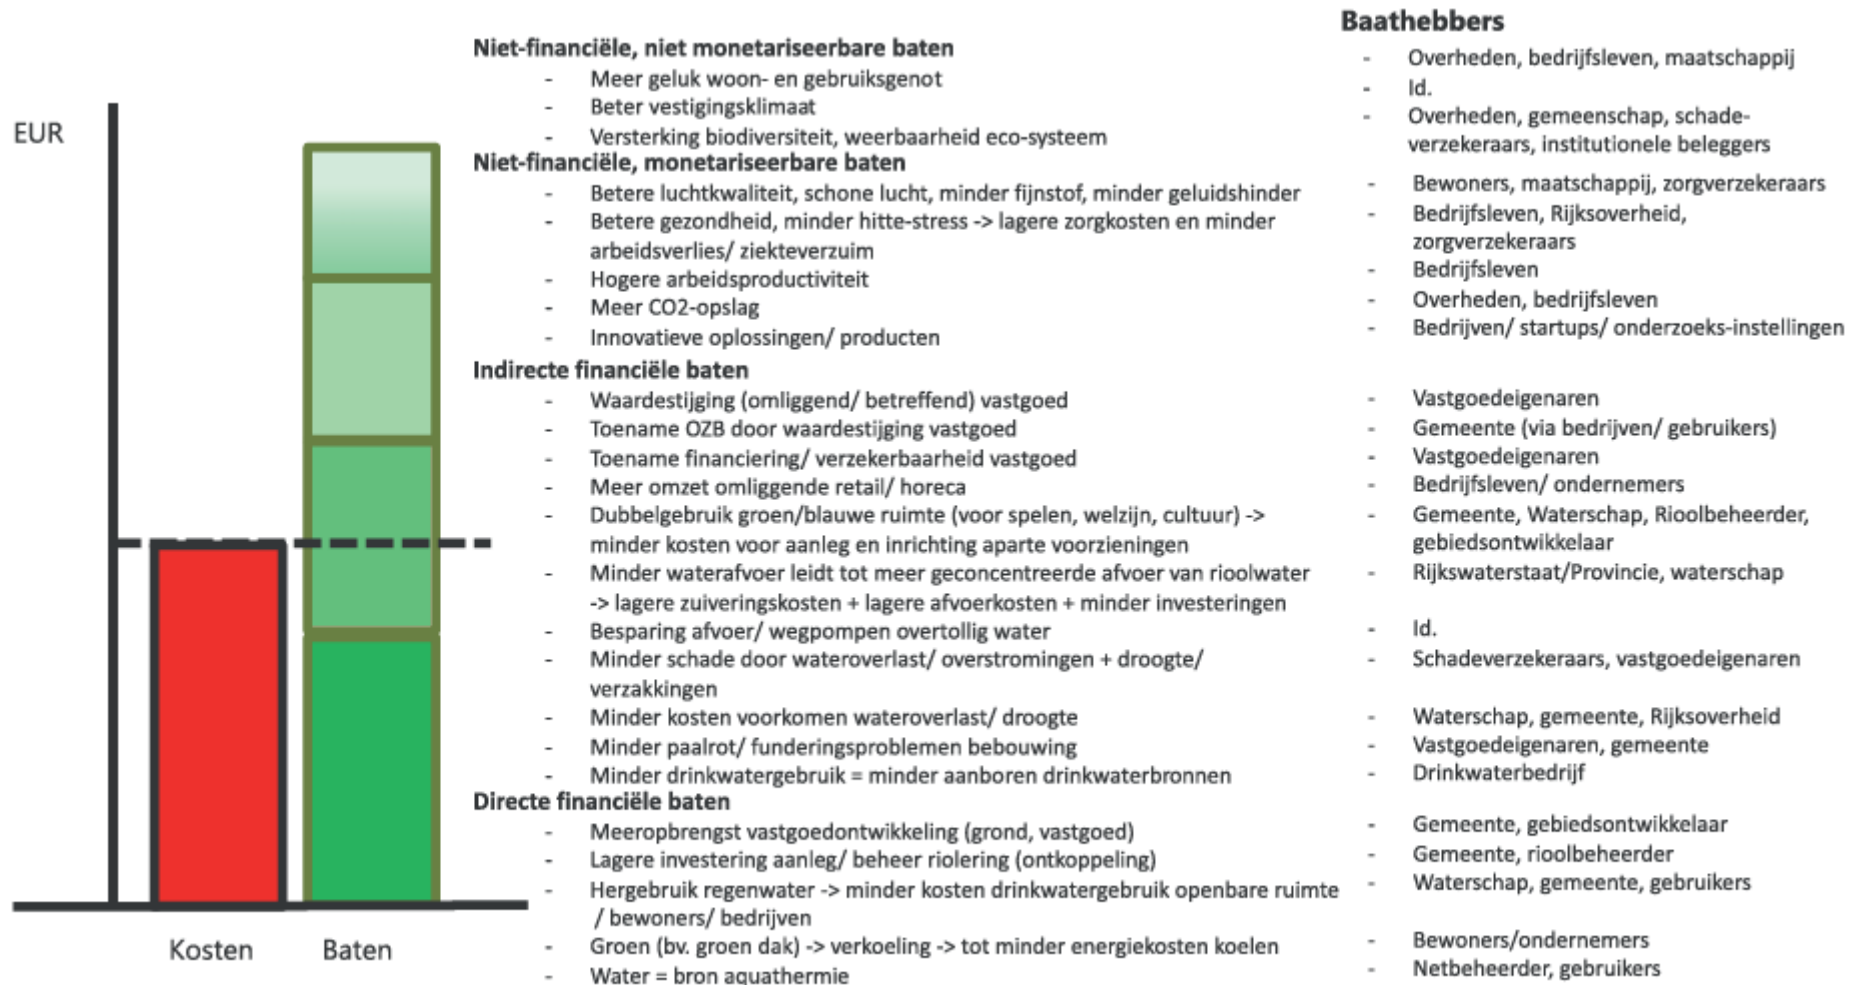 EUR
Kosten
Baten
Niet-financiële, niet monetariseerbare baten
- Meer geluk woon- en gebruiksgenot
- Beter vestigingsklimaat
- Versterking biodiversiteit, weerbaarheid eco-systeem
Niet-financiële, monetariseerbare baten
- Betere luchtkwaliteit, schone lucht, minder fijnstof, minder geluidshinder
- Betere gezondheid, minder hitte-stress -> lagere zorgkosten en minder
arbeidsverlies/ ziekteverzuim
- Hogere arbeidsproductiviteit
- Meer CO2-opslag
- Innovatieve oplossingen/ producten
Indirecte financiële baten
- Waardestijging (omliggend/ betreffend) vastgoed
- Toename OZB door waardestijging vastgoed
- Toename financiering/ verzekerbaarheid vastgoed
- Meer omzet omliggende retail/ horeca
- Dubbelgebruik groen/blauwe ruimte (voor spelen, welzijn, cultuur) ->
minder kosten voor aanleg en inrichting aparte voorzieningen
- Minder waterafvoer leidt tot meer geconcentreerde afvoer van rioolwater
-> lagere zuiveringskosten + lagere afvoerkosten + minder investeringen
- Besparing afvoer/ wegpompen overtollig water
- Minder schade door wateroverlast/ overstromingen + droogte/
verzakkingen
- Minder kosten voorkomen wateroverlast/ droogte
- Minder paalrot/ funderingsproblemen bebouwing
- Minder drinkwatergebruik = minder aanboren drinkwaterbronnen
Directe financiële baten
- Meeropbrengst vastgoedontwikkeling (grond, vastgoed)
- Lagere investering aanleg/ beheer riolering (ontkoppeling)
- Hergebruik regenwater -> minder kosten drinkwatergebruik openbare ruimte
/ bewoners/ bedrijven
- Groen (bv. groen dak) -> verkoeling -> tot minder energiekosten koelen
- Water = bron aquathermie
Baathebbers
- Overheden, bedrijfsleven, maatschappij
- Id.
- Overheden, gemeenschap, schade-
verzekeraars, institutionele beleggers
- Bewoners, maatschappij, zorgverzekeraars
- Bedrijfsleven, Rijksoverheid,
zorgverzekeraars
- Bedrijfsleven
- Overheden, bedrijfsleven
- Bedrijven/ startups/ onderzoeks-instellingen
- Vastgoedeigenaren
- Gemeente (via bedrijven/ gebruikers)
- Vastgoedeigenaren
- Bedrijfsleven/ ondernemers
- Gemeente, Waterschap, Rioolbeheerder,
gebiedsontwikkelaar
- Rijkswaterstaat/Provincie, waterschap
- Id.
- Schadeverzekeraars, vastgoedeigenaren
- Waterschap, gemeente, Rijksoverheid
- Vastgoedeigenaren, gemeente
- Drinkwaterbedrijf
- Gemeente, gebiedsontwikkelaar
- Gemeente, rioolbeheerder
- Waterschap, gemeente, gebruikers
- Bewoners/ondernemers
- Netbeheerder, gebruikers